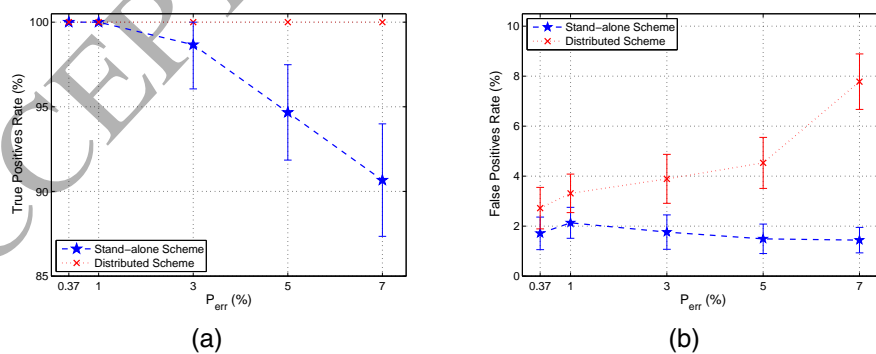 CCEPT
100
95
90
85
True Positives Rate (%)
Stand-alone Scheme
Distributed Scheme
0.37 1 3 5 7
P_err (%)
(a)
10
8
6
4
2
0
False Positives Rate (%)
Stand-alone Scheme
Distributed Scheme
0.37 1 3 5 7
P_err (%)
(b)